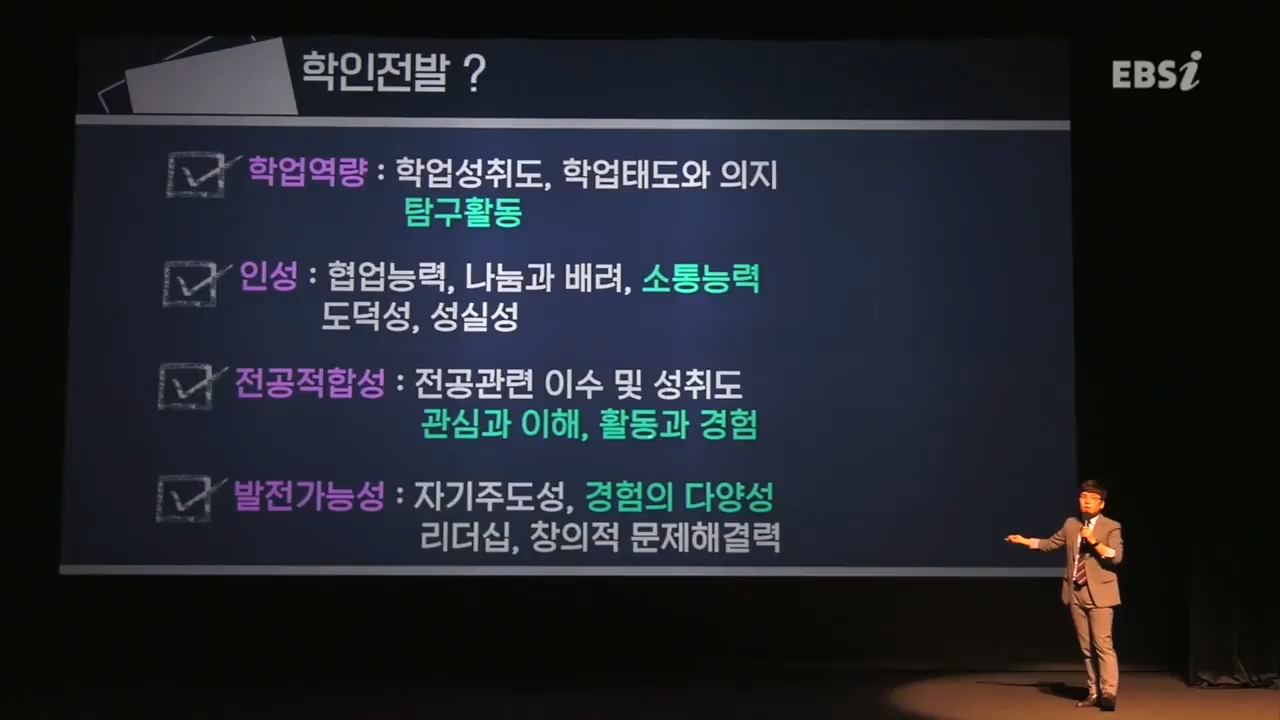 학인전발 ?
EBSi
학업역량 : 학업성취도, 학업태도와 의지
탐구활동
인성 : 협업능력, 나눔과 배려, 소통능력
도덕성, 성실성
전공적합성 : 전공관련 이수 및 성취도
관심과 이해, 활동과 경험
발전가능성 : 자기주도성, 경험의 다양성
리더십, 창의적 문제해결력